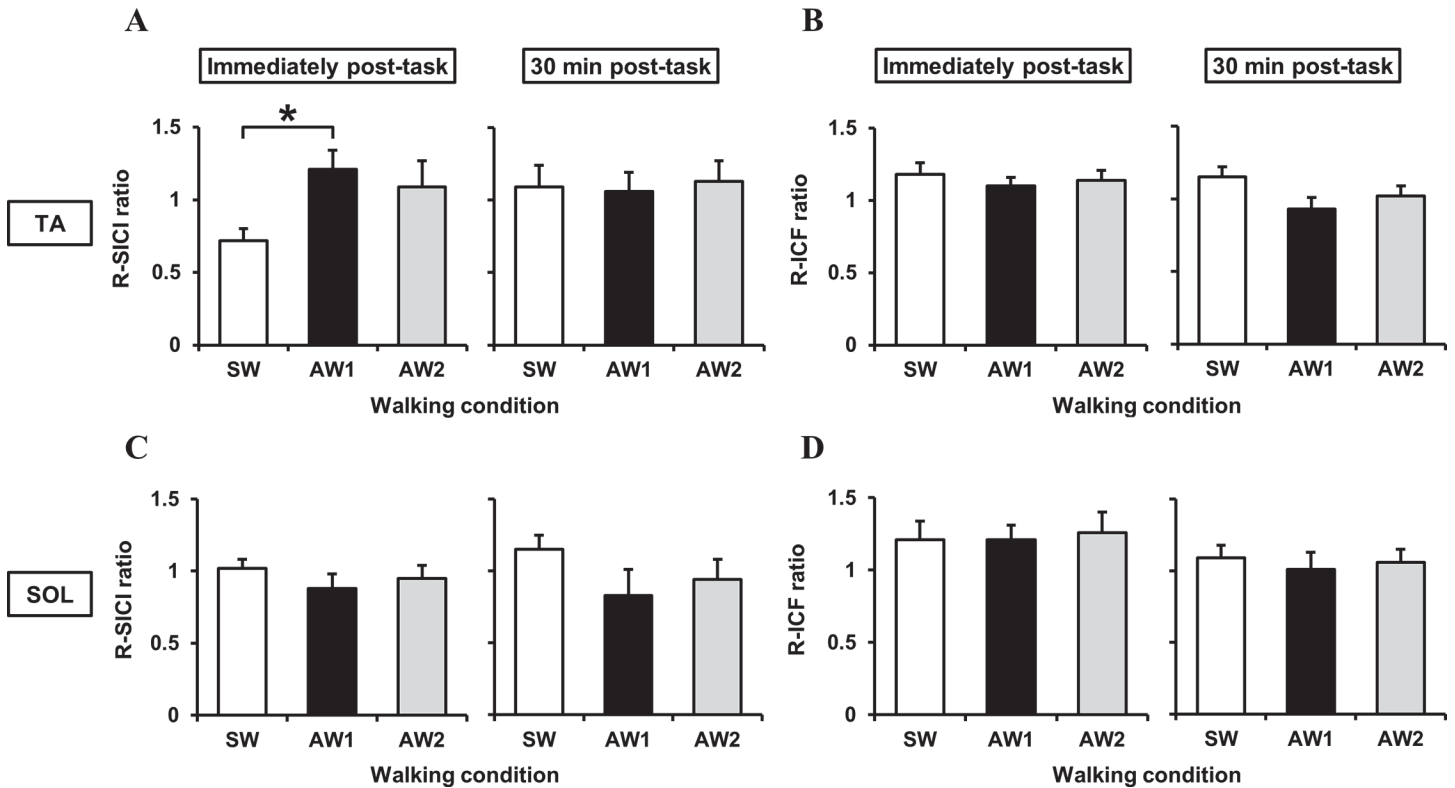 A
B
Immediately post-task
30 min post-task
Immediately post-task
30 min post-task
TA
R-SICI ratio
1.5
1
0.5
0
*
SW AW1 AW2
SW AW1 AW2
Walking condition
R-ICF ratio
1.5
1
0.5
0
SW AW1 AW2
SW AW1 AW2
Walking condition
C
D
SOL
R-SICI ratio
1.5
1
0.5
0
SW AW1 AW2
SW AW1 AW2
Walking condition
R-ICF ratio
1.5
1
0.5
0
SW AW1 AW2
SW AW1 AW2
Walking condition